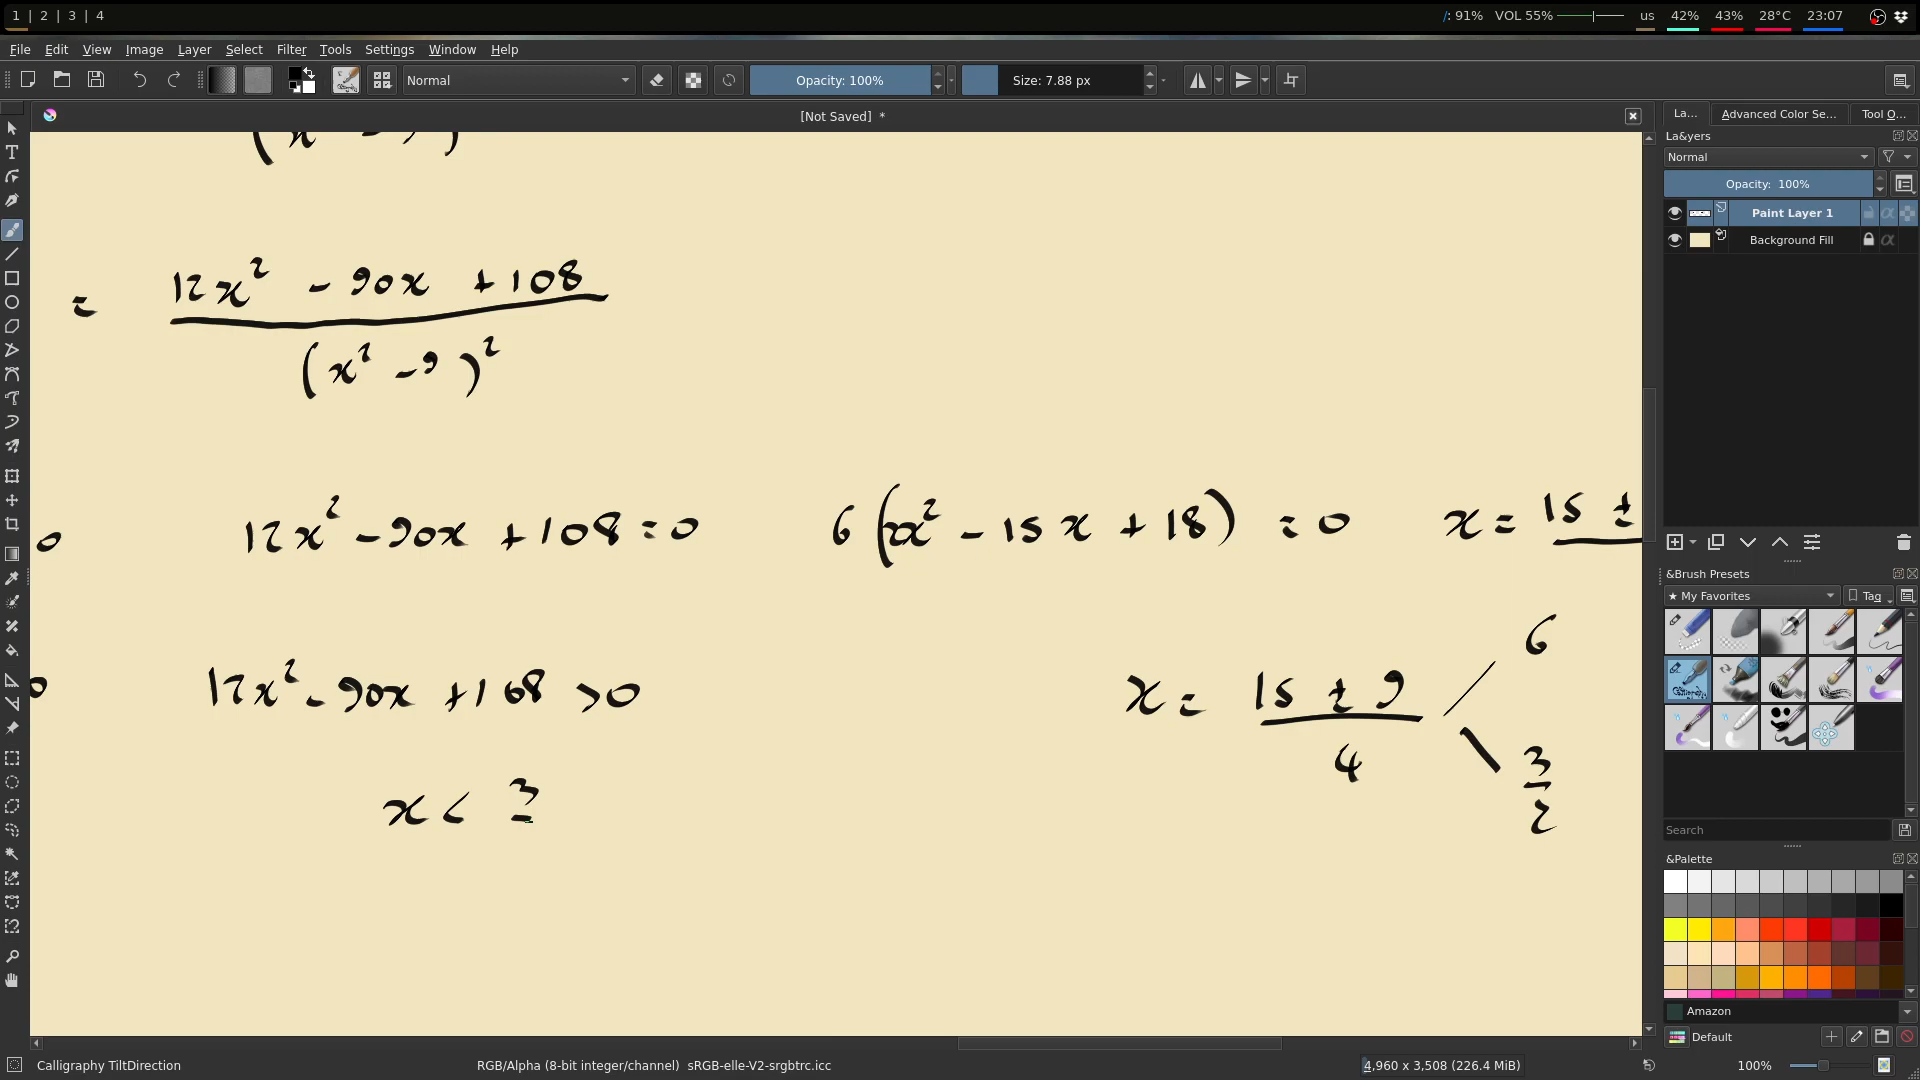 1 | 2 | 3 | 4
/: 91% VOL 55% us 42% 43% 28°C 23:07
File Edit View Image Layer Select Filter Tools Settings Window Help
Normal Opacity: 100% Size: 7.88 px
[Not Saved] *
La... Advanced Color Se... Tool O...
La&yers
Normal
Opacity: 100%
Paint Layer 1
Background Fill
= 12x² - 90x + 108
(x² - 9)²
0 12x² - 90x + 108 = 0 6(2x² - 15x + 18) = 0 x = 15 ±
&Brush Presets
★ My Favorites Tag
6
0 12x² - 90x + 108 > 0 x = 15 ± 9
4
3
2
x < 3
Search
&Palette
Amazon
Default
Calligraphy TiltDirection RGB/Alpha (8-bit integer/channel) sRGB-elle-V2-srgbtrc.icc 4,960 x 3,508 (226.4 MiB) 100%